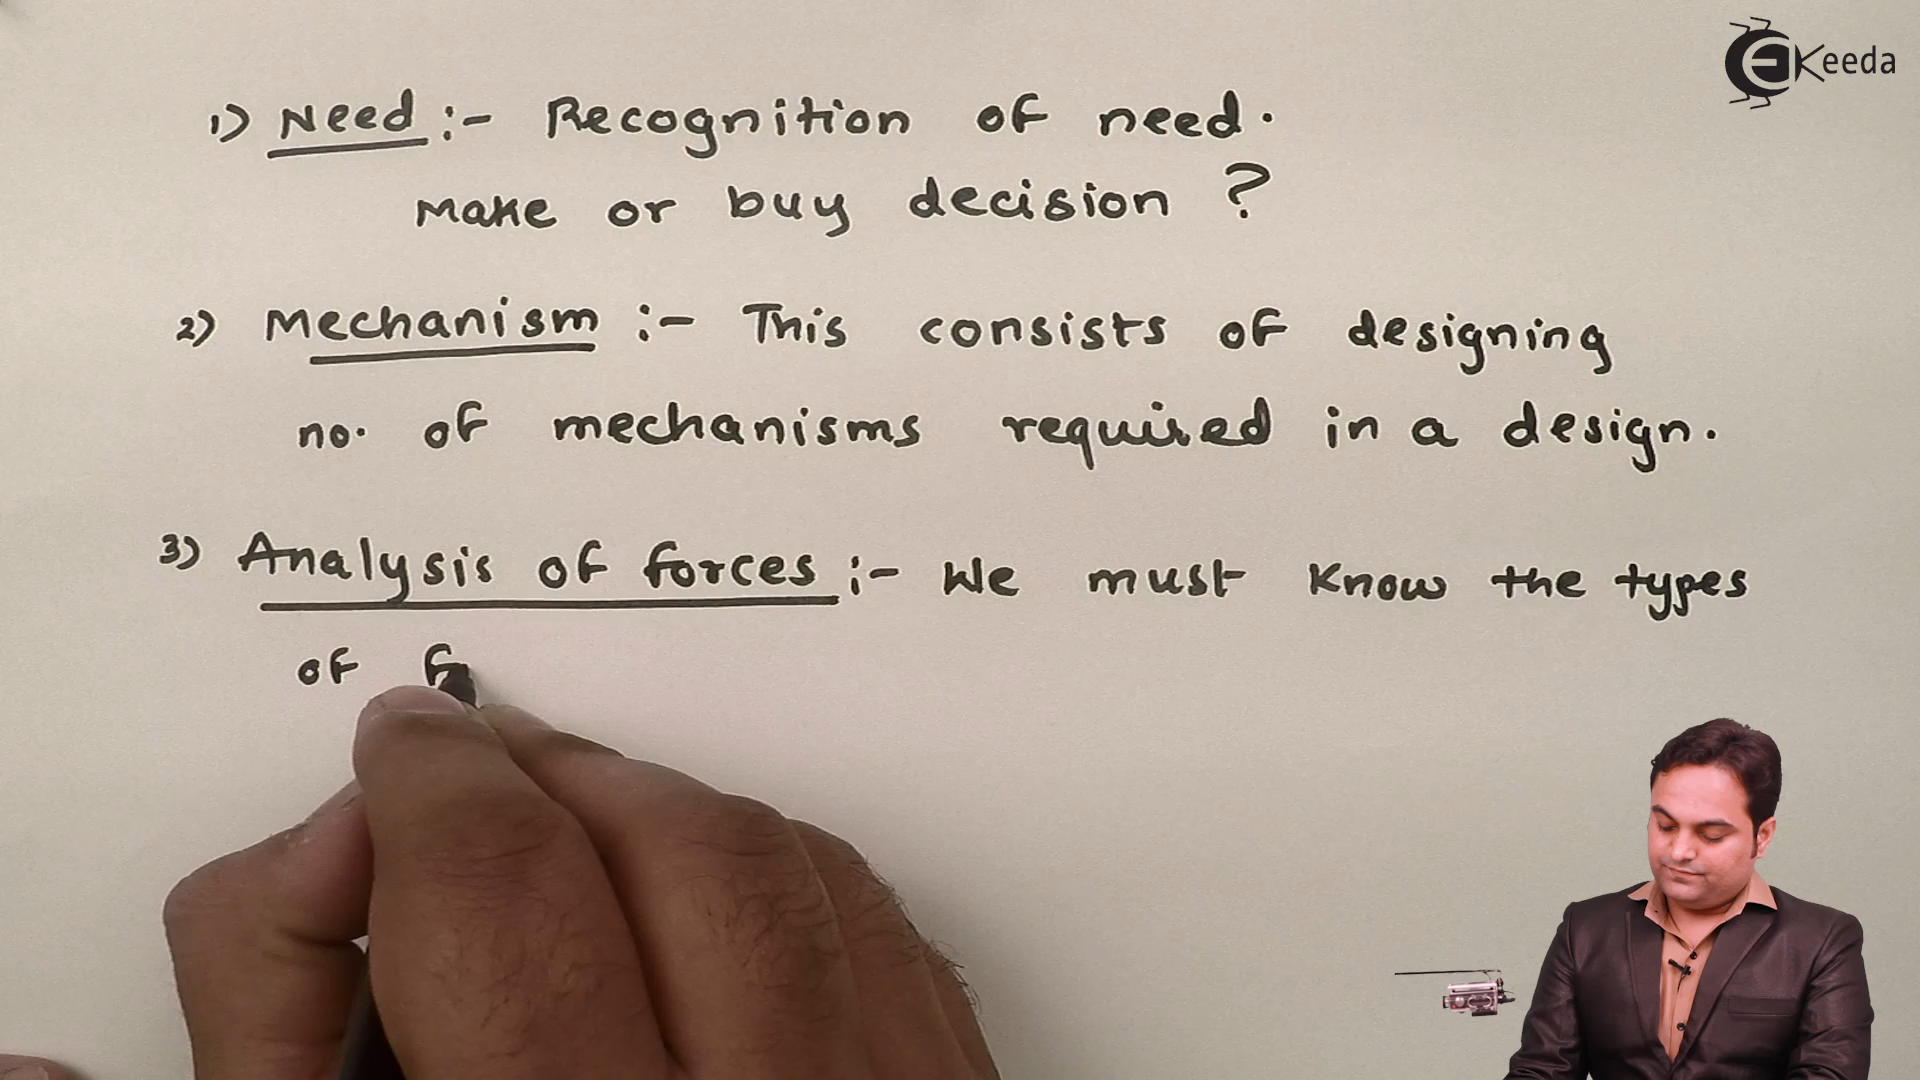 Keeda
1) Need :- Recognition of need.
Make or buy decision ?
2) Mechanism :- This consists of designing
no. of mechanisms required in a design.
3) Analysis of forces :- We must know the types
of f